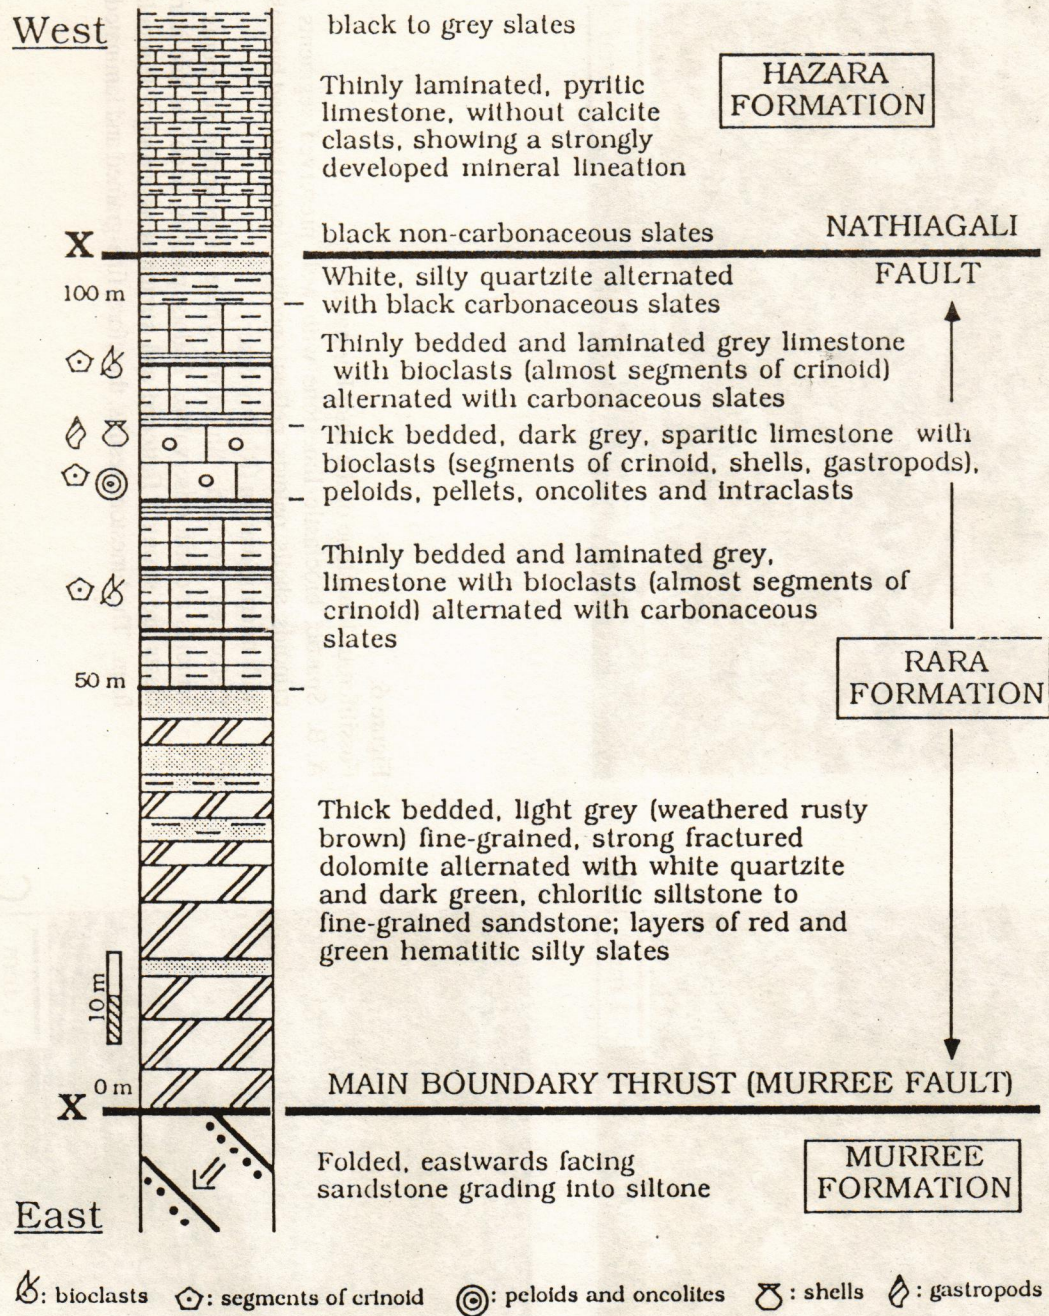 West
black to grey slates
Thinly laminated, pyritic
limestone, without calcite
clasts, showing a strongly
developed mineral lineation
HAZARA
FORMATION
black non-carbonaceous slates
NATHIAGALI
X
FAULT
White, silly quartzite alternated
with black carbonaceous slates
100 m
Thinly bedded and laminated grey limestone
with bioclasts (almost segments of crinoid)
alternated with carbonaceous slates
Thick bedded, dark grey, sparitic limestone with
bioclasts (segments of crinoid, shells, gastropods),
peloids, pellets, oncolites and intraclasts
Thinly bedded and laminated grey,
limestone with bioclasts (almost segments of
crinoid) alternated with carbonaceous
slates
RARA
FORMATION
50 m
Thick bedded, light grey (weathered rusty
brown) fine-grained, strong fractured
dolomite alternated with white quartzite
and dark green, chloritic siltstone to
fine-grained sandstone; layers of red and
green hematitic silly slates
10 m
0 m
X
MAIN BOUNDARY THRUST (MURREE FAULT)
Folded, eastwards facing
sandstone grading into siltone
MURREE
FORMATION
East
: bioclasts : segments of crinoid : peloids and oncolites : shells : gastropods